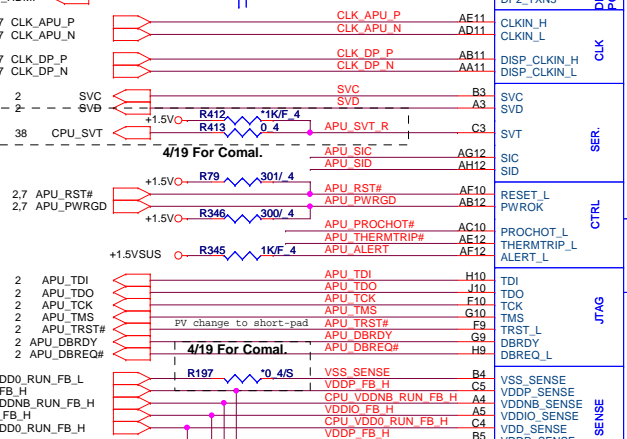 7 CLK_APU_P CLK_APU_P AE11 CLKIN_H
7 CLK_APU_N CLK_APU_N AD11 CLKIN_L
7 CLK_DP_P CLK_DP_P AB11 DISP_CLKIN_H
7 CLK_DP_N CLK_DP_N AA11 DISP_CLKIN_L
CLK
2 SVC SVC B3 SVC
2 SVD SVD A3 SVD
+1.5V R412 *1K/F_4
38 CPU_SVT R413 0_4 APU_SVT_R C3 SVT
SER.
4/19 For Comal.
APU_SIC AG12 SIC
APU_SID AH12 SID
+1.5V R79 301/_4
2,7 APU_RST# APU_RST# AF10 RESET_L
2,7 APU_PWRGD APU_PWRGD AB12 PWROK
+1.5V R346 300/_4
CTRL
APU_PROCHOT# AC10 PROCHOT_L
APU_THERMTRIP# AE12 THERMTRIP_L
+1.5VSUS R345 1K/F_4 APU_ALERT AF12 ALERT_L
2 APU_TDI APU_TDI H10 TDI
2 APU_TDO APU_TDO J10 TDO
2 APU_TCK APU_TCK F10 TCK
2 APU_TMS APU_TMS G10 TMS
2 APU_TRST# PV change to short-pad APU_TRST# F9 TRST_L
2 APU_DBRDY APU_DBRDY G9 DBRDY
2 APU_DBREQ# APU_DBREQ# H9 DBREQ_L
JTAG
4/19 For Comal.
DD0_RUN_FB_L R197 *0_4/S VSS_SENSE B4 VSS_SENSE
FB_H VDDP_FB_H C5 VDDP_SENSE
DDNB_RUN_FB_H CPU_VDDNB_RUN_FB_H A4 VDDNB_SENSE
_FB_H VDDIO_FB_H A5 VDDIO_SENSE
DD0_RUN_FB_H CPU_VDD0_RUN_FB_H C4 VDD_SENSE
VDDP_FB_H B5
SENSE